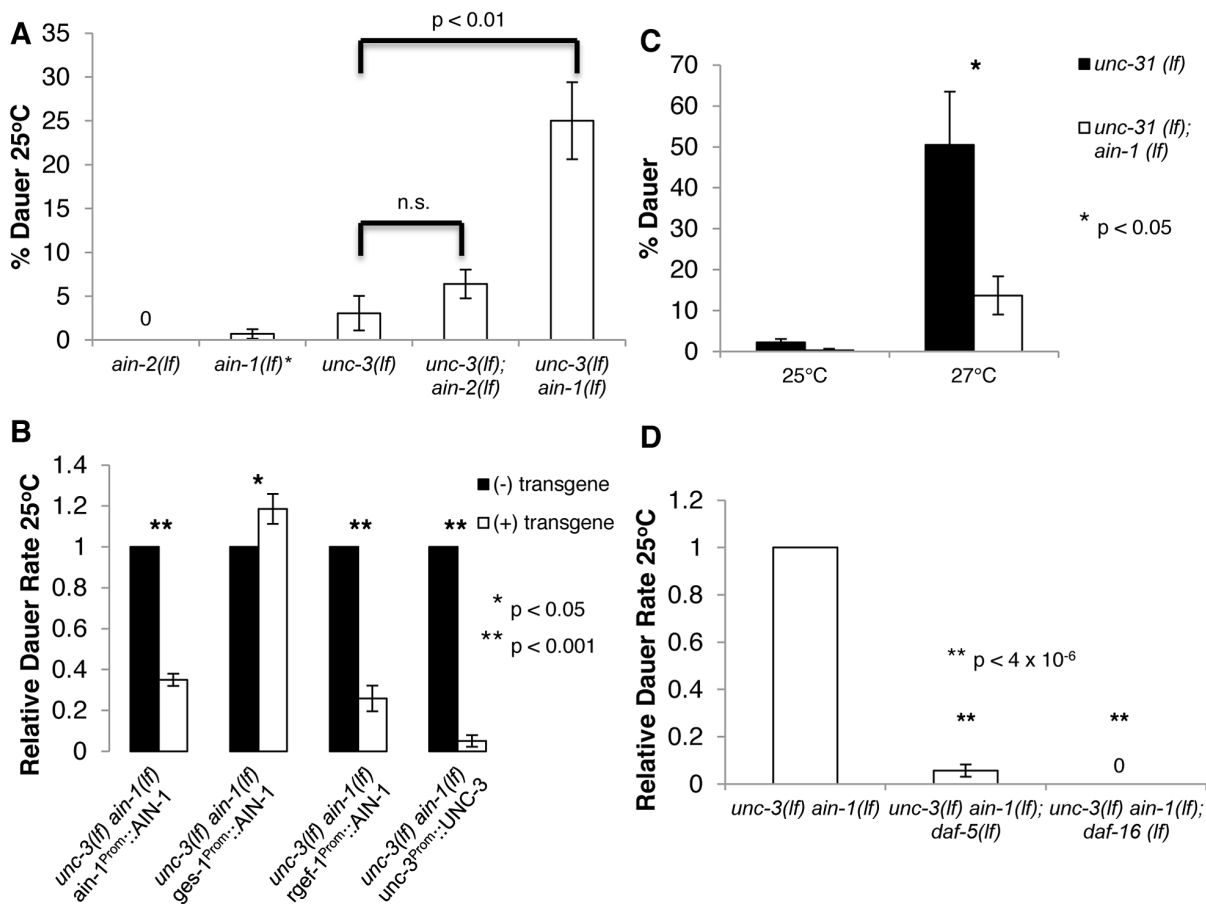 A
% Dauer 25°C
35
30
25
20
15
10
5
0
p < 0.01
n.s.
0
ain-2(lf)
ain-1(lf)*
unc-3(lf)
unc-3(lf);
ain-2(lf)
unc-3(lf)
ain-1(lf)
C
% Dauer
70
60
50
40
30
20
10
0
*
25°C
27°C
unc-31 (lf)
unc-31 (lf);
ain-1 (lf)
* p < 0.05
B
Relative Dauer Rate 25°C
1.4
1.2
1
0.8
0.6
0.4
0.2
0
**
*
**
**
(-) transgene
(+) transgene
* p < 0.05
** p < 0.001
unc-3(lf) ain-1(lf)
ain-1Prom::AIN-1
unc-3(lf) ain-1(lf)
ges-1Prom::AIN-1
unc-3(lf) ain-1(lf)
rgef-1Prom::AIN-1
unc-3(lf) ain-1(lf)
unc-3Prom::UNC-3
D
Relative Dauer Rate 25°C
1.2
1
0.8
0.6
0.4
0.2
0
** p < 4 x 10-6
**
**
0
unc-3(lf) ain-1(lf)
unc-3(lf) ain-1(lf);
daf-5(lf)
unc-3(lf) ain-1(lf);
daf-16 (lf)